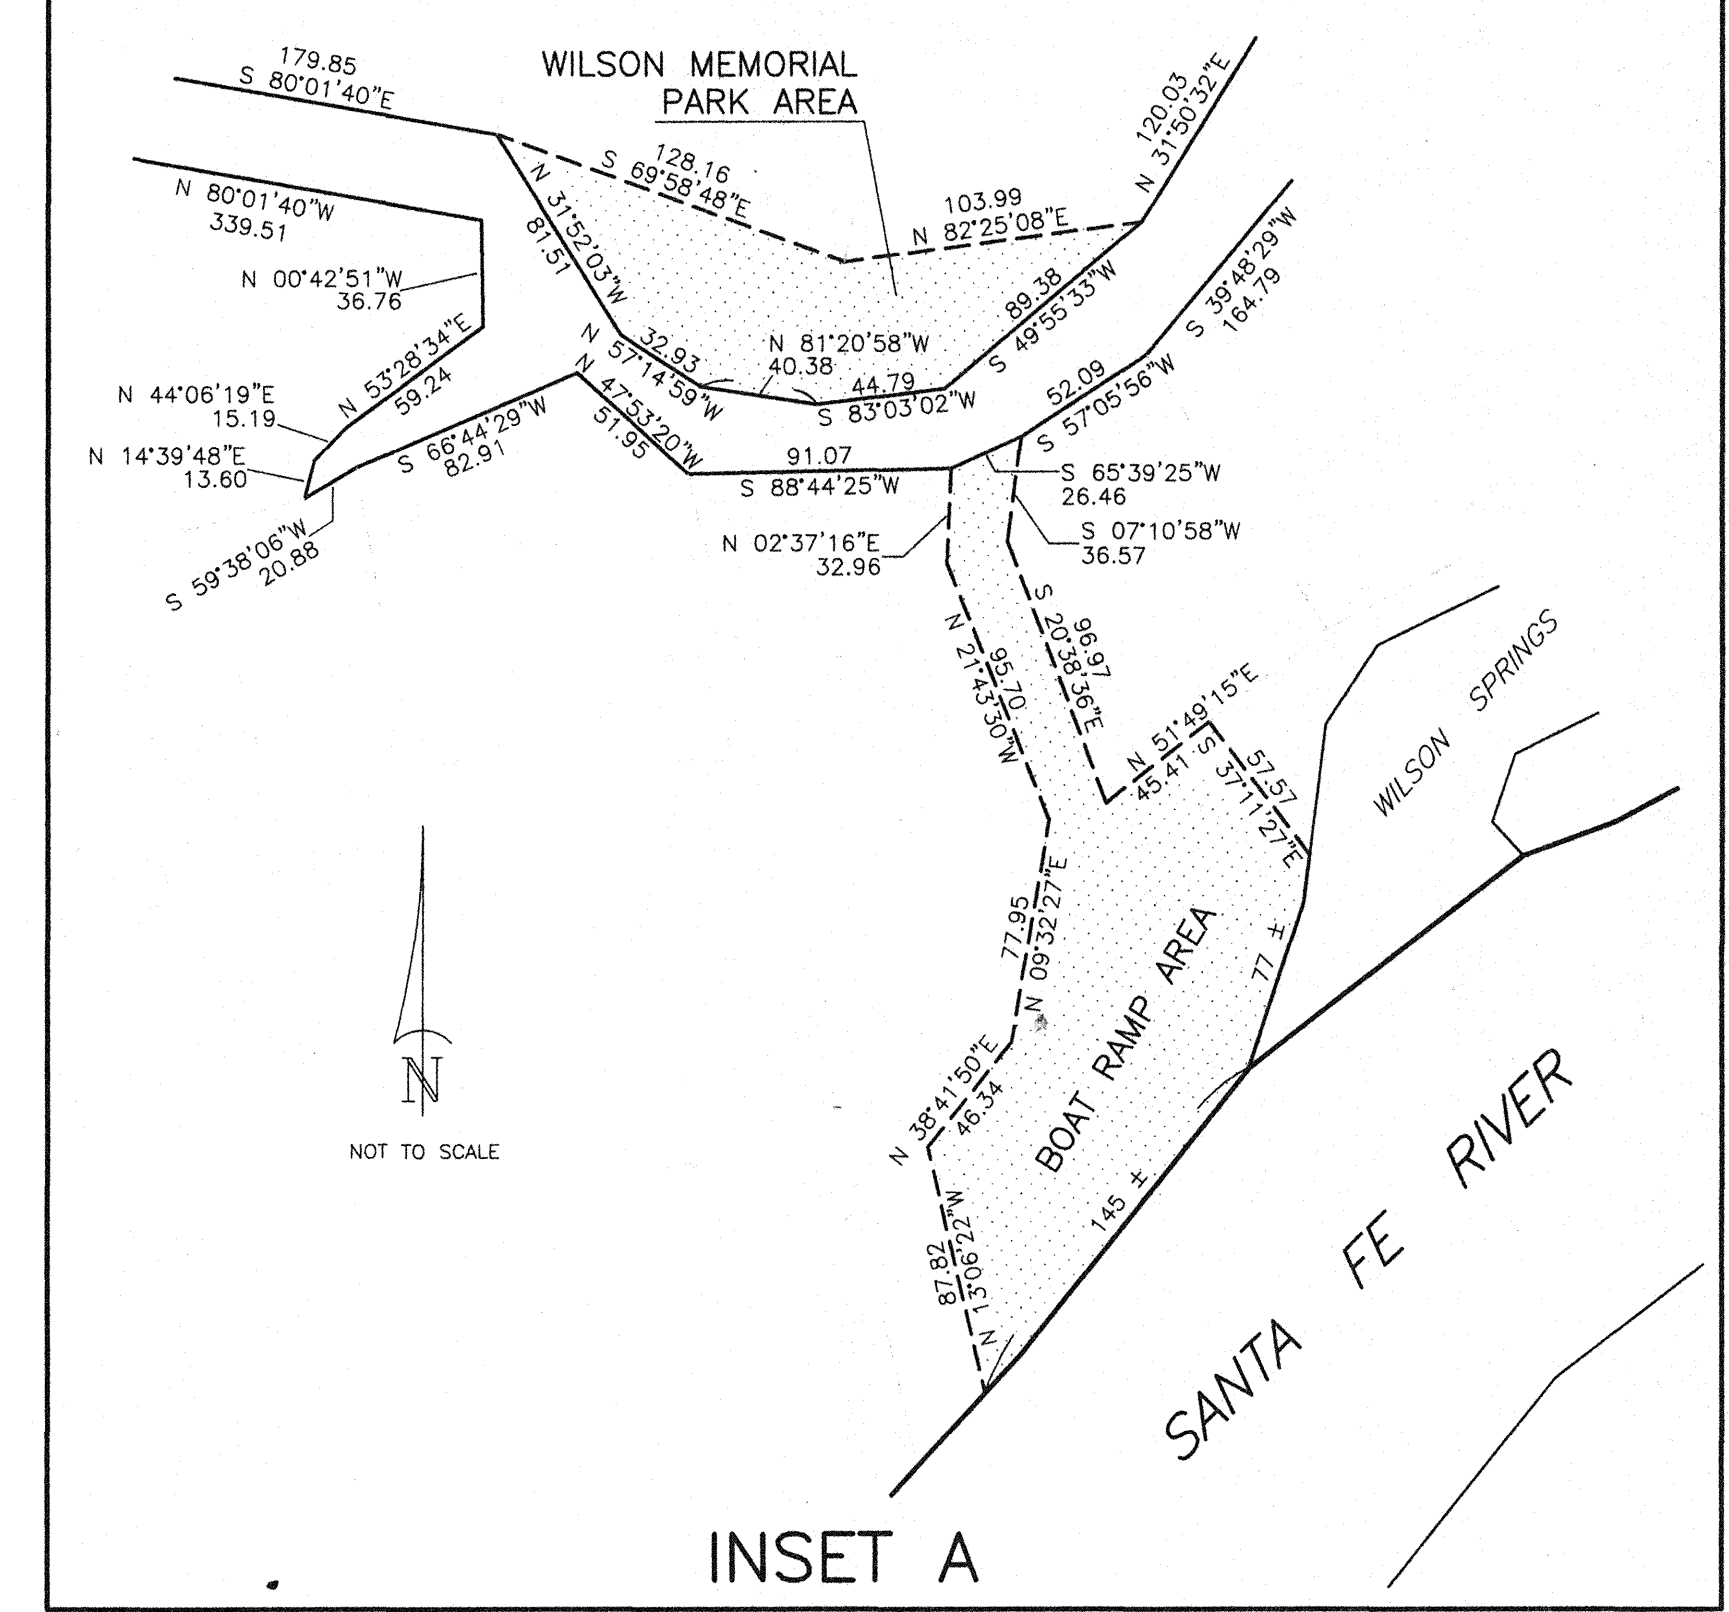 179.85
S 80°01'40"E
WILSON MEMORIAL
PARK AREA
120.03
N 31°50'32"E
128.16
S 69°58'48"E
103.99
N 82°25'08"E
N 80°01'40"W
339.51
N 31°52'03"W
81.51
N 00°42'51"W
36.76
S 39°48'29"W
164.79
89.38
S 49°55'33"W
32.93
N 57°14'59"W
N 81°20'58"W
40.38
44.79
S 83°03'02"W
N 53°28'34"E
59.24
N 44°06'19"E
15.19
N 14°39'48"E
13.60
S 59°38'06"W
20.88
S 66°44'29"W
82.91
N 47°53'20"W
51.95
91.07
S 88°44'25"W
52.09
S 57°05'56"W
S 65°39'25"W
26.46
S 07°10'58"W
36.57
N 02°37'16"E
32.96
N 21°43'30"W
95.70
96.97
S 20°38'36"E
N 51°49'15"E
45.41
57.57
S 37°11'27"E
WILSON SPRINGS
77.95
N 09°32'27"E
77 ±
BOAT RAMP AREA
N 38°41'50"E
46.34
87.82
N 13°06'22"W
145 ±
N
NOT TO SCALE
SANTA FE RIVER
INSET A